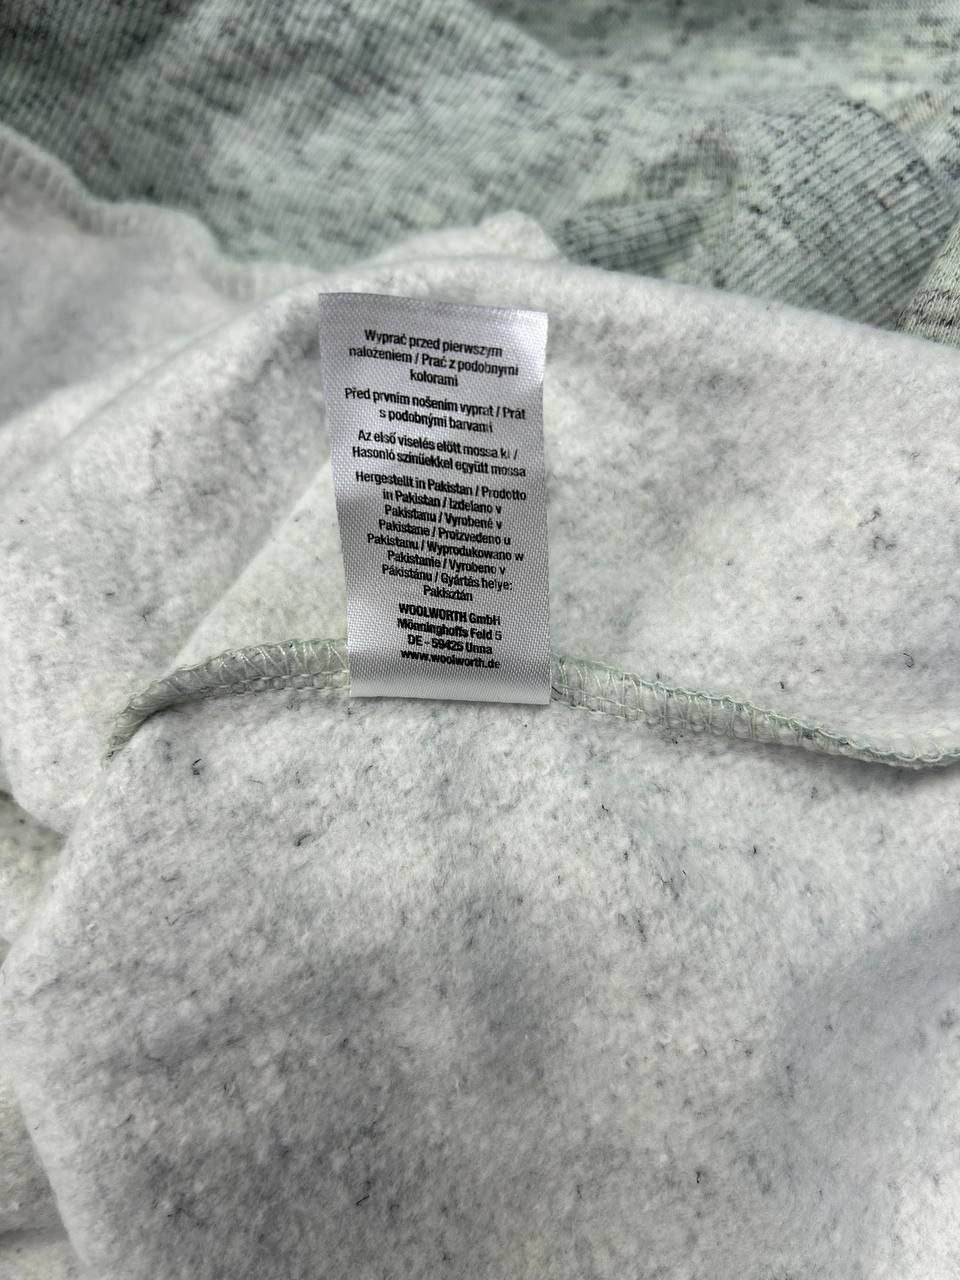 Wyprać przed pierwszym
nałożeniem / Prać z podobnymi
kolorami
Před prvním nošením vyprat / Prát
s podobnými barvami
Az első viselés előtt mossa ki /
Hasonló színűekkel együtt mossa
Hergestellt in Pakistan / Prodotto
in Pakistan / Izdelano v
Pakistanu / Vyrobené v
Pakistane / Proizvedeno u
Pakistanu / Wyprodukowano w
Pakistanie / Vyrobeno v
Pákistánu / Gyártás helye:
Pakisztán
WOOLWORTH GmbH
Mönninghoffs Feld 5
DE - 59425 Unna
www.woolworth.de